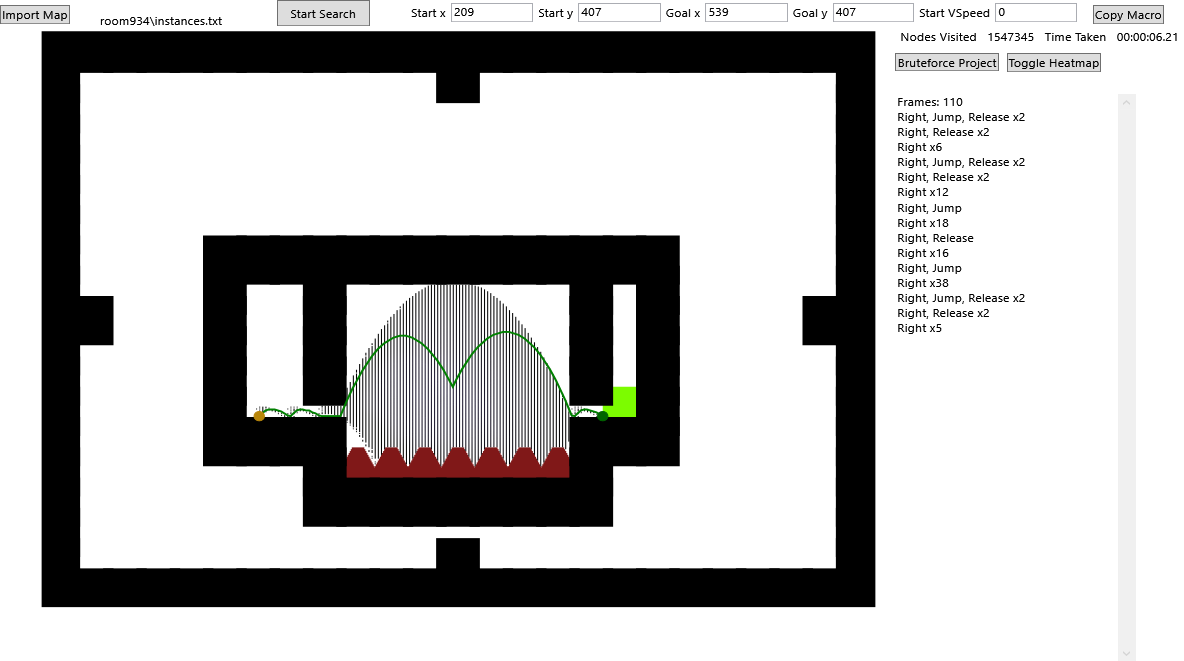 Import Map
room934\instances.txt
Start Search
Start x 209 Start y 407 Goal x 539 Goal y 407 Start VSpeed 0
Copy Macro
Nodes Visited 1547345 Time Taken 00:00:06.21
Bruteforce Project Toggle Heatmap
Frames: 110
Right, Jump, Release x2
Right, Release x2
Right x6
Right, Jump, Release x2
Right, Release x2
Right x12
Right, Jump
Right x18
Right, Release
Right x16
Right, Jump
Right x38
Right, Jump, Release x2
Right, Release x2
Right x5